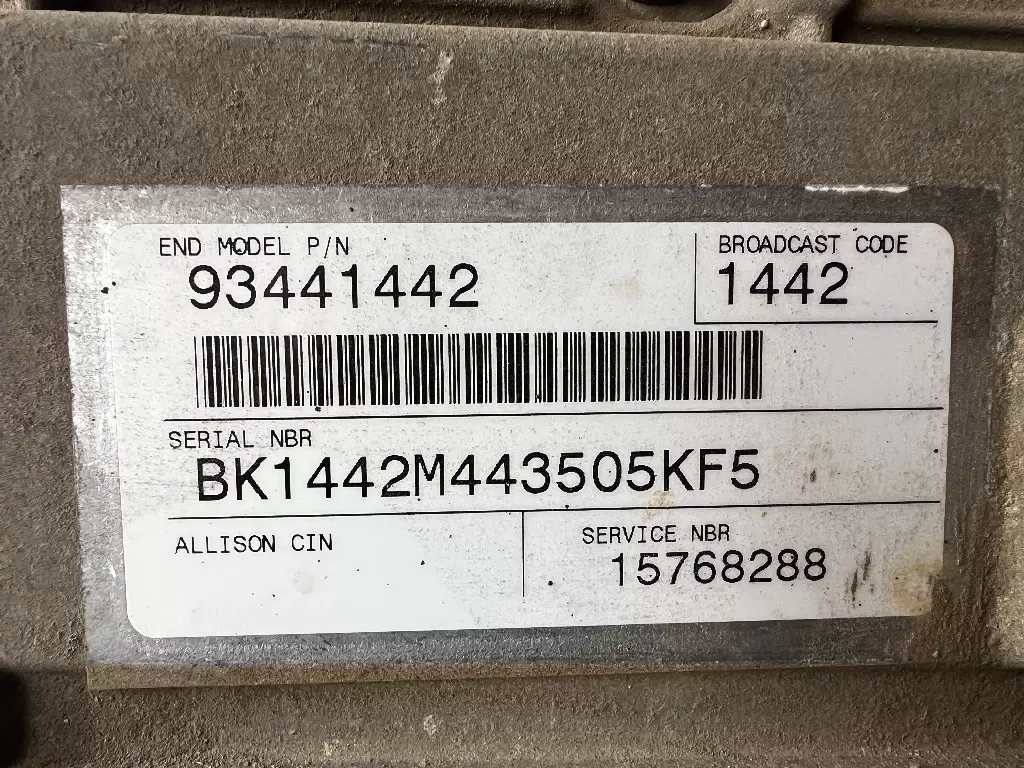 END MODEL P/N
93441442
BROADCAST CODE
1442
SERIAL NBR
BK1442M443505KF5
ALLISON CIN
SERVICE NBR
15768288